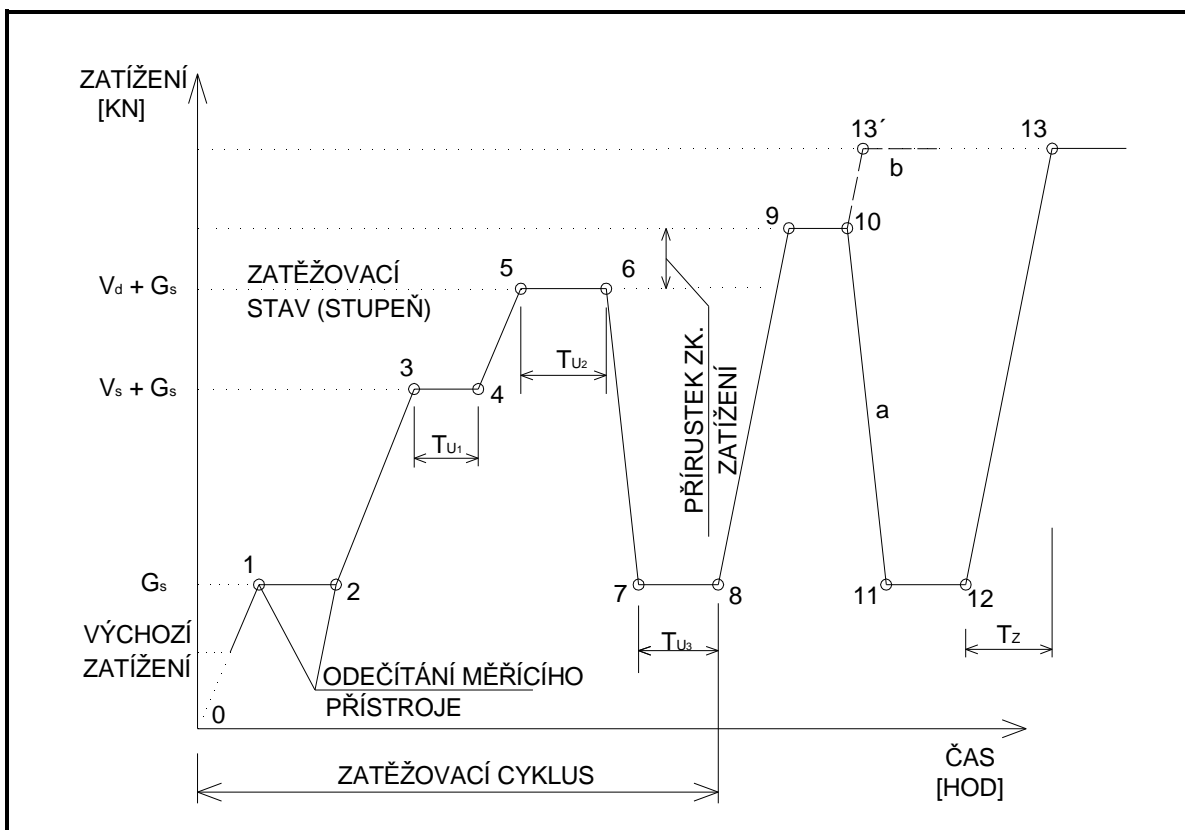 ZATÍŽENÍ
[KN]
13´
13
b
9
10
5
6
ZATĚŽOVACÍ
STAV (STUPEŇ)
Vd + Gs
TU2
PŘÍRUSTEK ZK.
ZATÍŽENÍ
3
4
Vs + Gs
a
TU1
1
2
Gs
7
8
11
12
VÝCHOZÍ
ZATÍŽENÍ
TU3
TZ
ODEČÍTÁNÍ MĚŘÍCÍHO
PŘÍSTROJE
0
ČAS
[HOD]
ZATĚŽOVACÍ CYKLUS